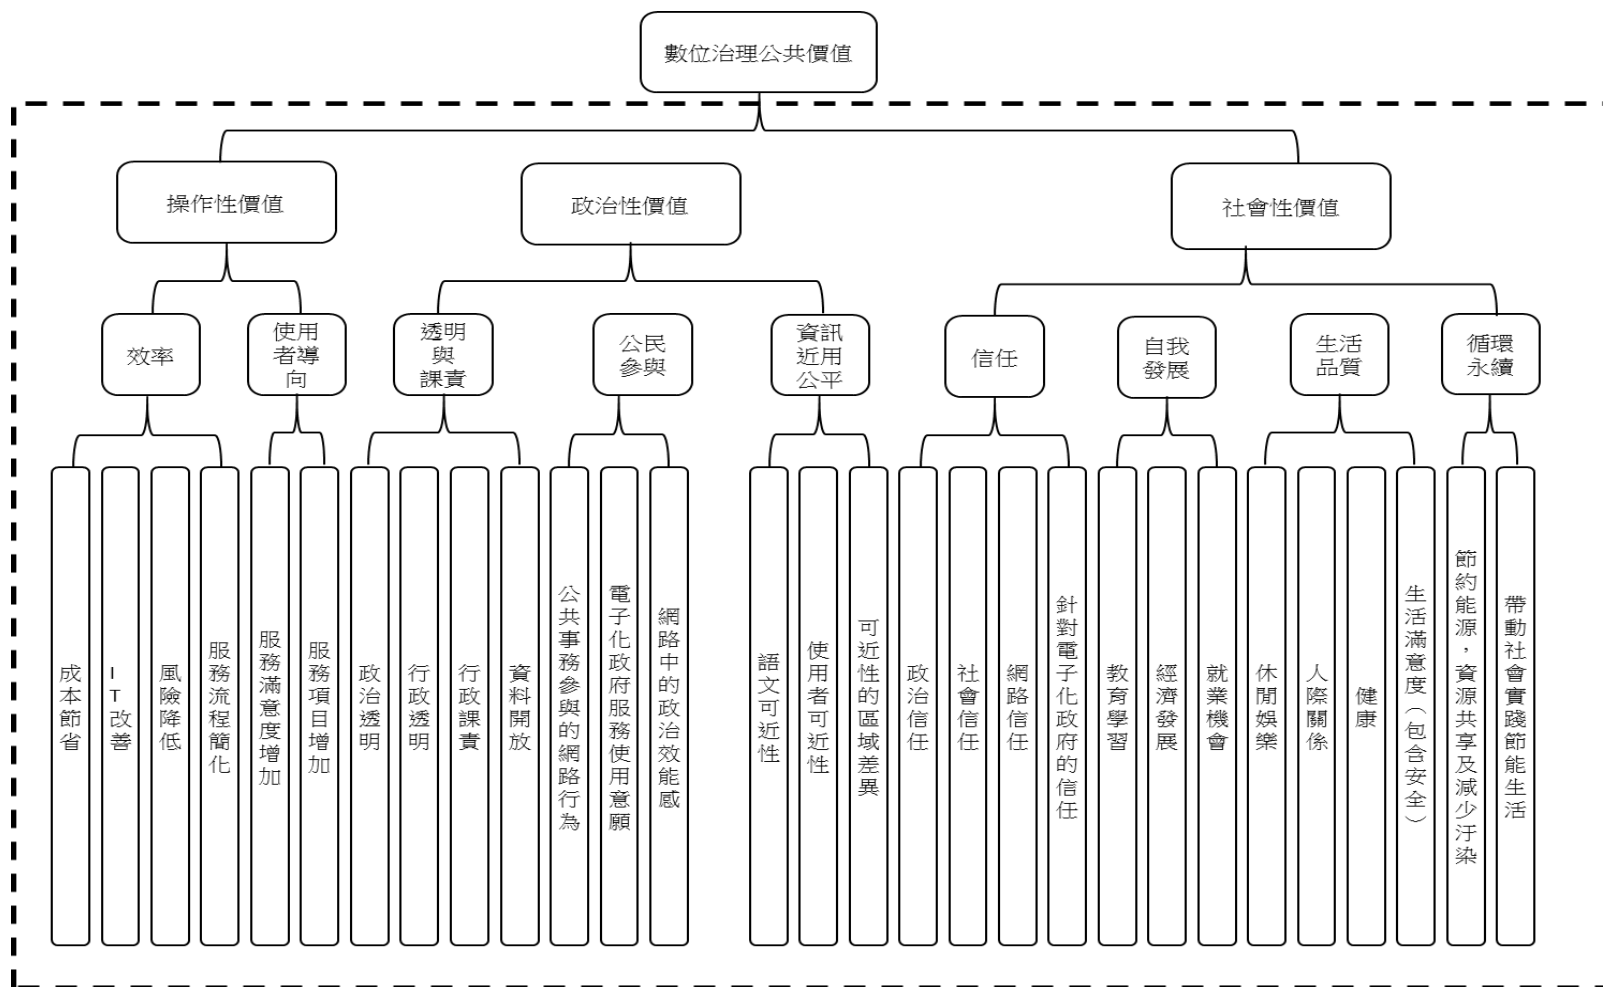 數位治理公共價值
操作性價值
政治性價值
社會性價值
效率
使用
者導
向
透明
與
課責
公民
參與
資訊
近用
公平
信任
自我
發展
生活
品質
循環
永續
成本節省
IT改善
風險降低
服務流程簡化
服務滿意度增加
服務項目增加
政治透明
行政透明
行政課責
資料開放
公共事務參與的網路行為
電子化政府服務使用意願
網路中的政治效能感
語文可近性
使用者可近性
可近性的區域差異
政治信任
社會信任
網路信任
針對電子化政府的信任
教育學習
經濟發展
就業機會
休閒娛樂
人際關係
健康
生活滿意度（包含安全）
節約能源，資源共享及減少汙染
帶動社會實踐節能生活